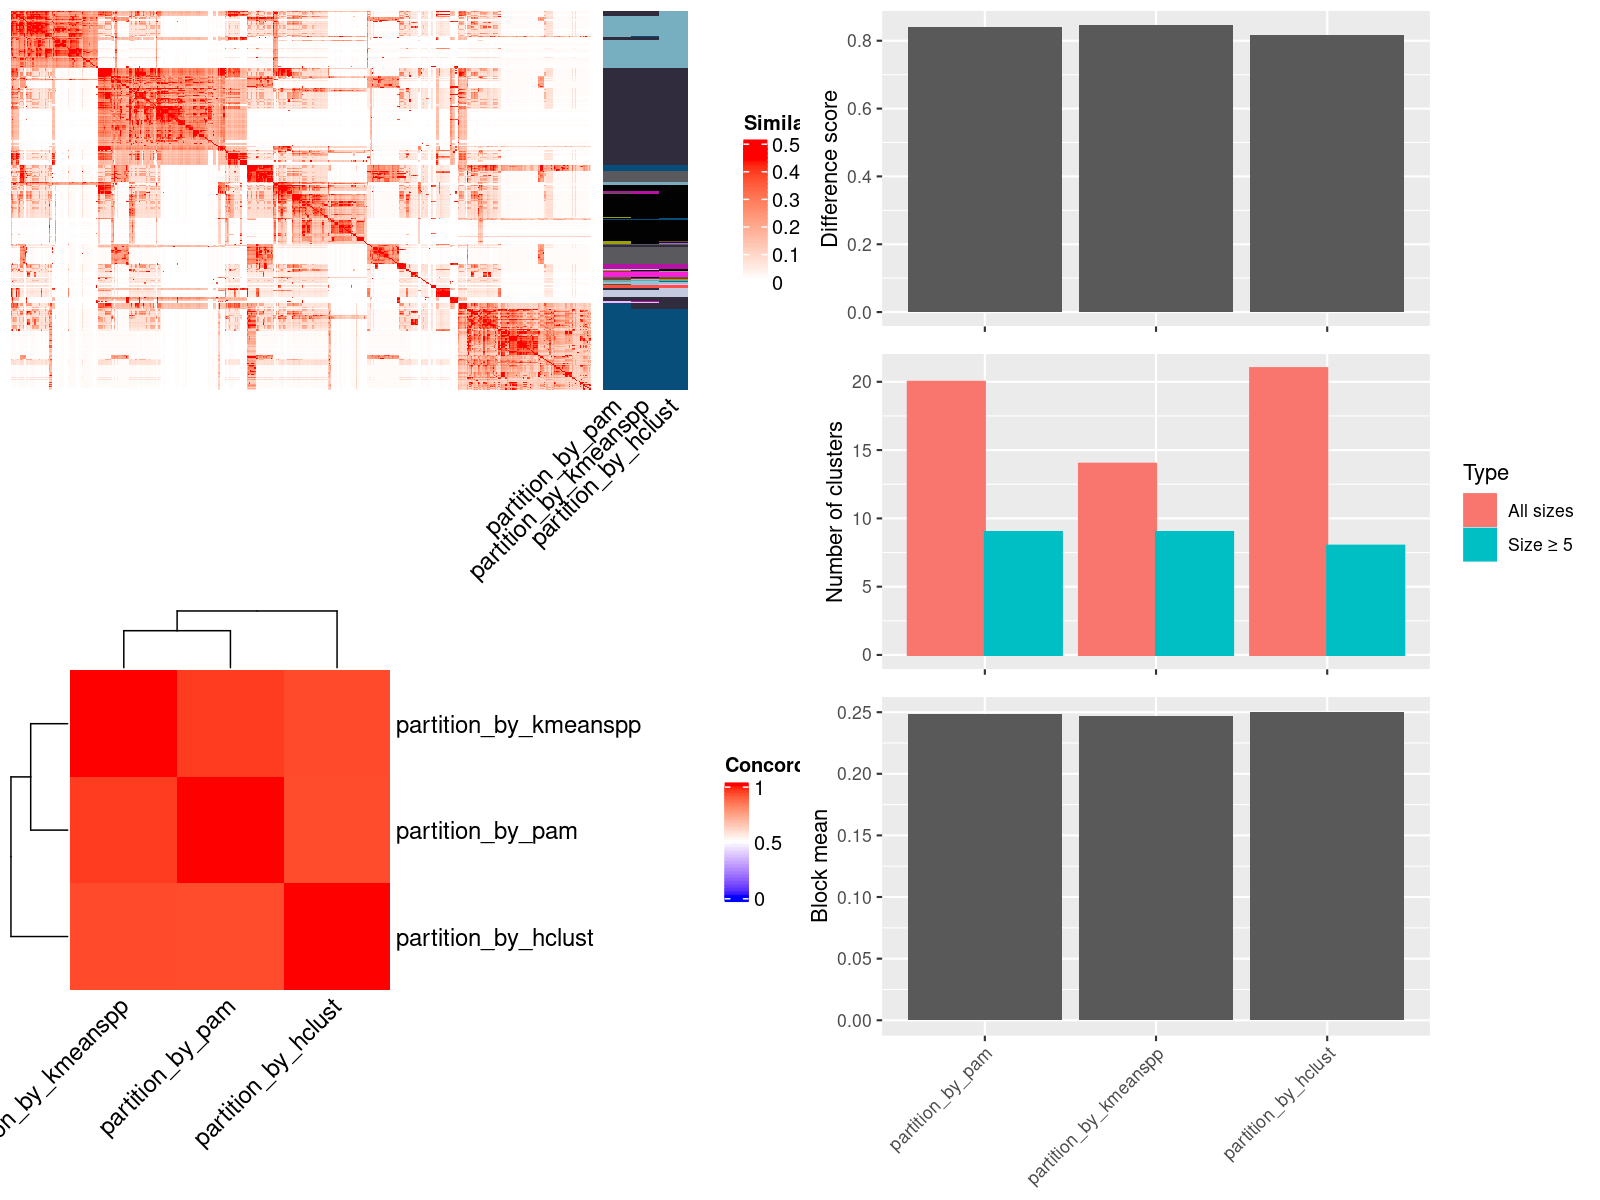 Simila
0.5
0.4
0.3
0.2
0.1
0
partition_by_pam
partition_by_kmeanspp
partition_by_hclust
partition_by_kmeanspp
partition_by_pam
partition_by_hclust
on_by_kmeanspp
partition_by_pam
partition_by_hclust
Concord
1
0.5
0
Difference score
0.8
0.6
0.4
0.2
0.0
Number of clusters
20
15
10
5
0
Type
All sizes
Size ≥ 5
Block mean
0.25
0.20
0.15
0.10
0.05
0.00
partition_by_pam
partition_by_kmeanspp
partition_by_hclust